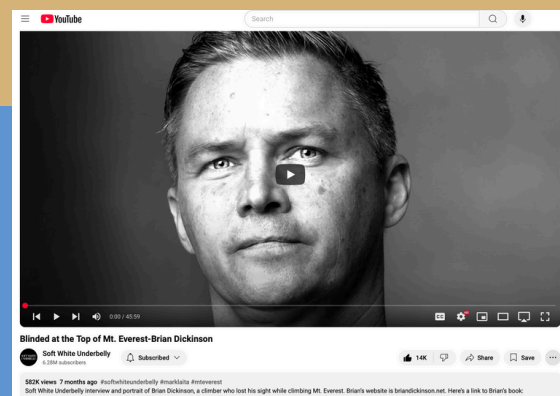 YouTube
Search
0:00 / 45:59
CC
Blinded at the Top of Mt. Everest-Brian Dickinson
Soft White Underbelly
6.28M subscribers
Subscribed
14K
Share
Save
582K views 7 months ago #softwhiteunderbelly #marklaita #mteverest
Soft White Underbelly interview and portrait of Brian Dickinson, a climber who lost his sight while climbing Mt. Everest. Brian's website is briandickinson.net. Here's a link to Brian's book: